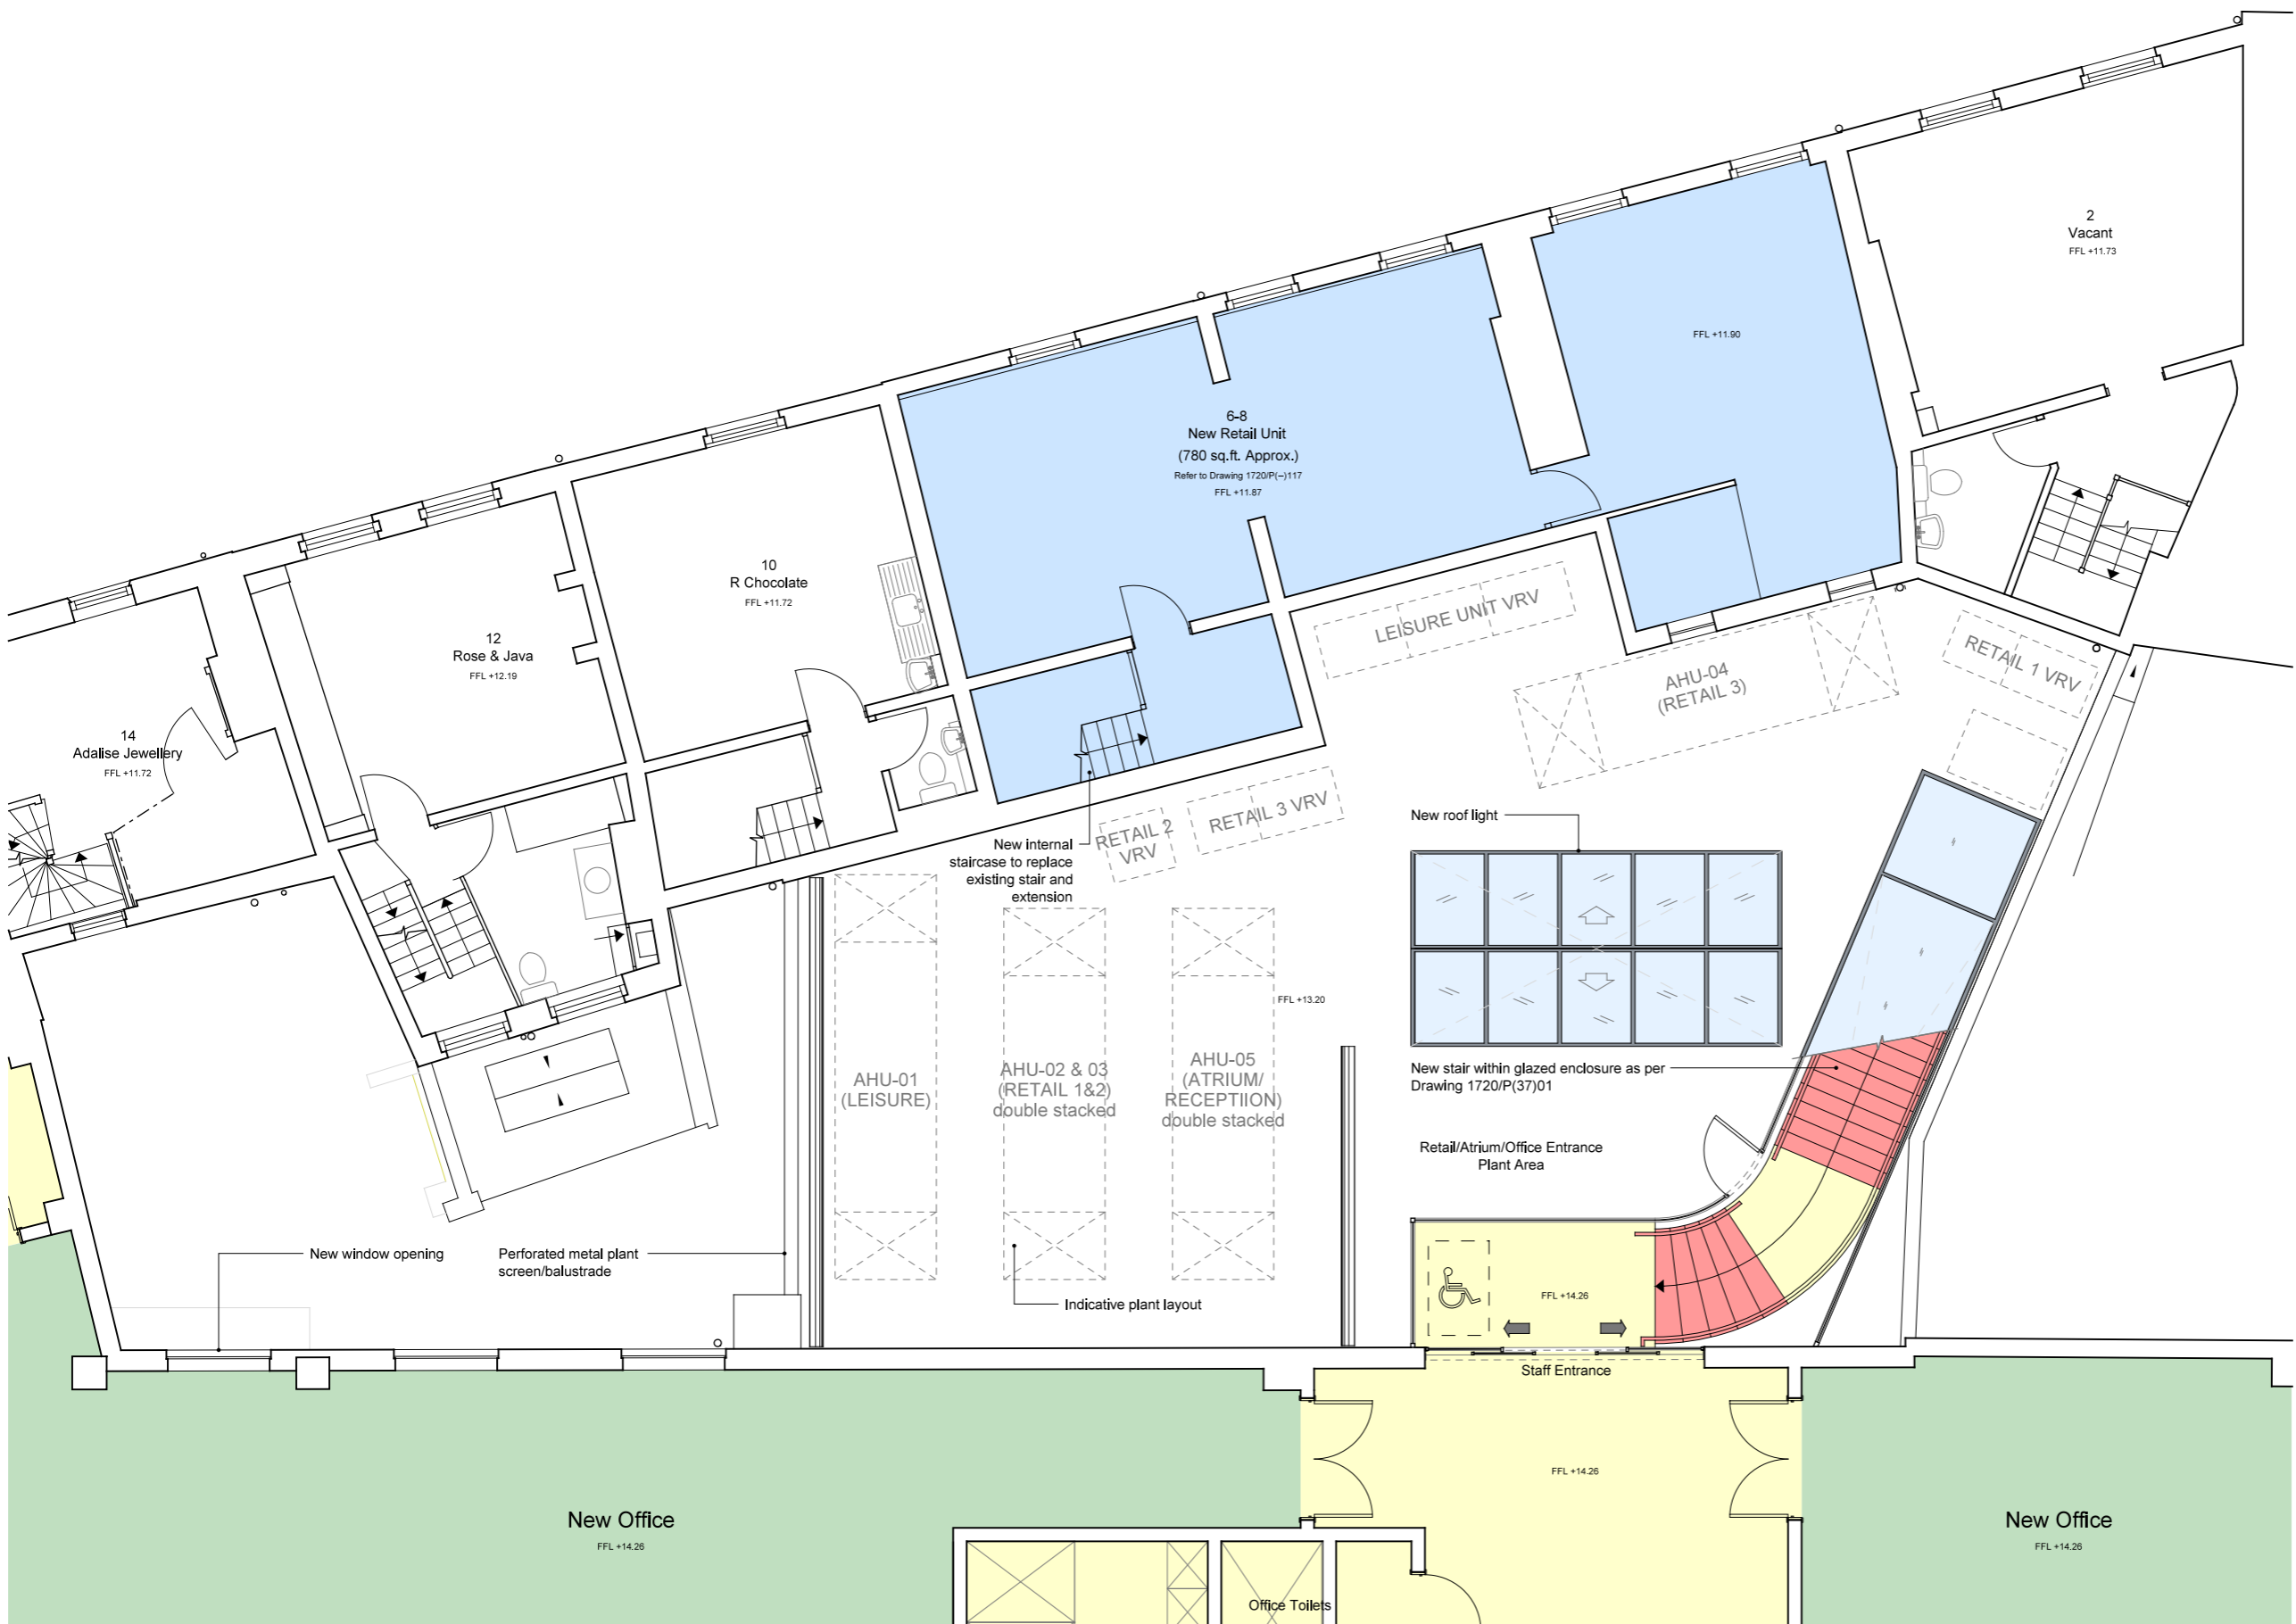 2
Vacant
FFL +11.73
FFL +11.90
6-8
New Retail Unit
(780 sq.ft. Approx.)
Refer to Drawing 1720/P(--)117
FFL +11.87
10
R Chocolate
FFL +11.72
12
Rose & Java
FFL +12.19
14
Adalise Jewellery
FFL +11.72
LEISURE UNIT VRV
AHU-04
(RETAIL 3)
RETAIL 1 VRV
RETAIL 2
VRV
RETAIL 3 VRV
New internal
staircase to replace
existing stair and
extension
New roof light
FFL +13.20
AHU-01
(LEISURE)
AHU-02 & 03
(RETAIL 1&2)
double stacked
AHU-05
(ATRIUM/
RECEPTIION)
double stacked
New stair within glazed enclosure as per
Drawing 1720/P(37)01
Retail/Atrium/Office Entrance
Plant Area
New window opening
Perforated metal plant
screen/balustrade
Indicative plant layout
FFL +14.26
Staff Entrance
FFL +14.26
New Office
FFL +14.26
New Office
FFL +14.26
Office Toilets